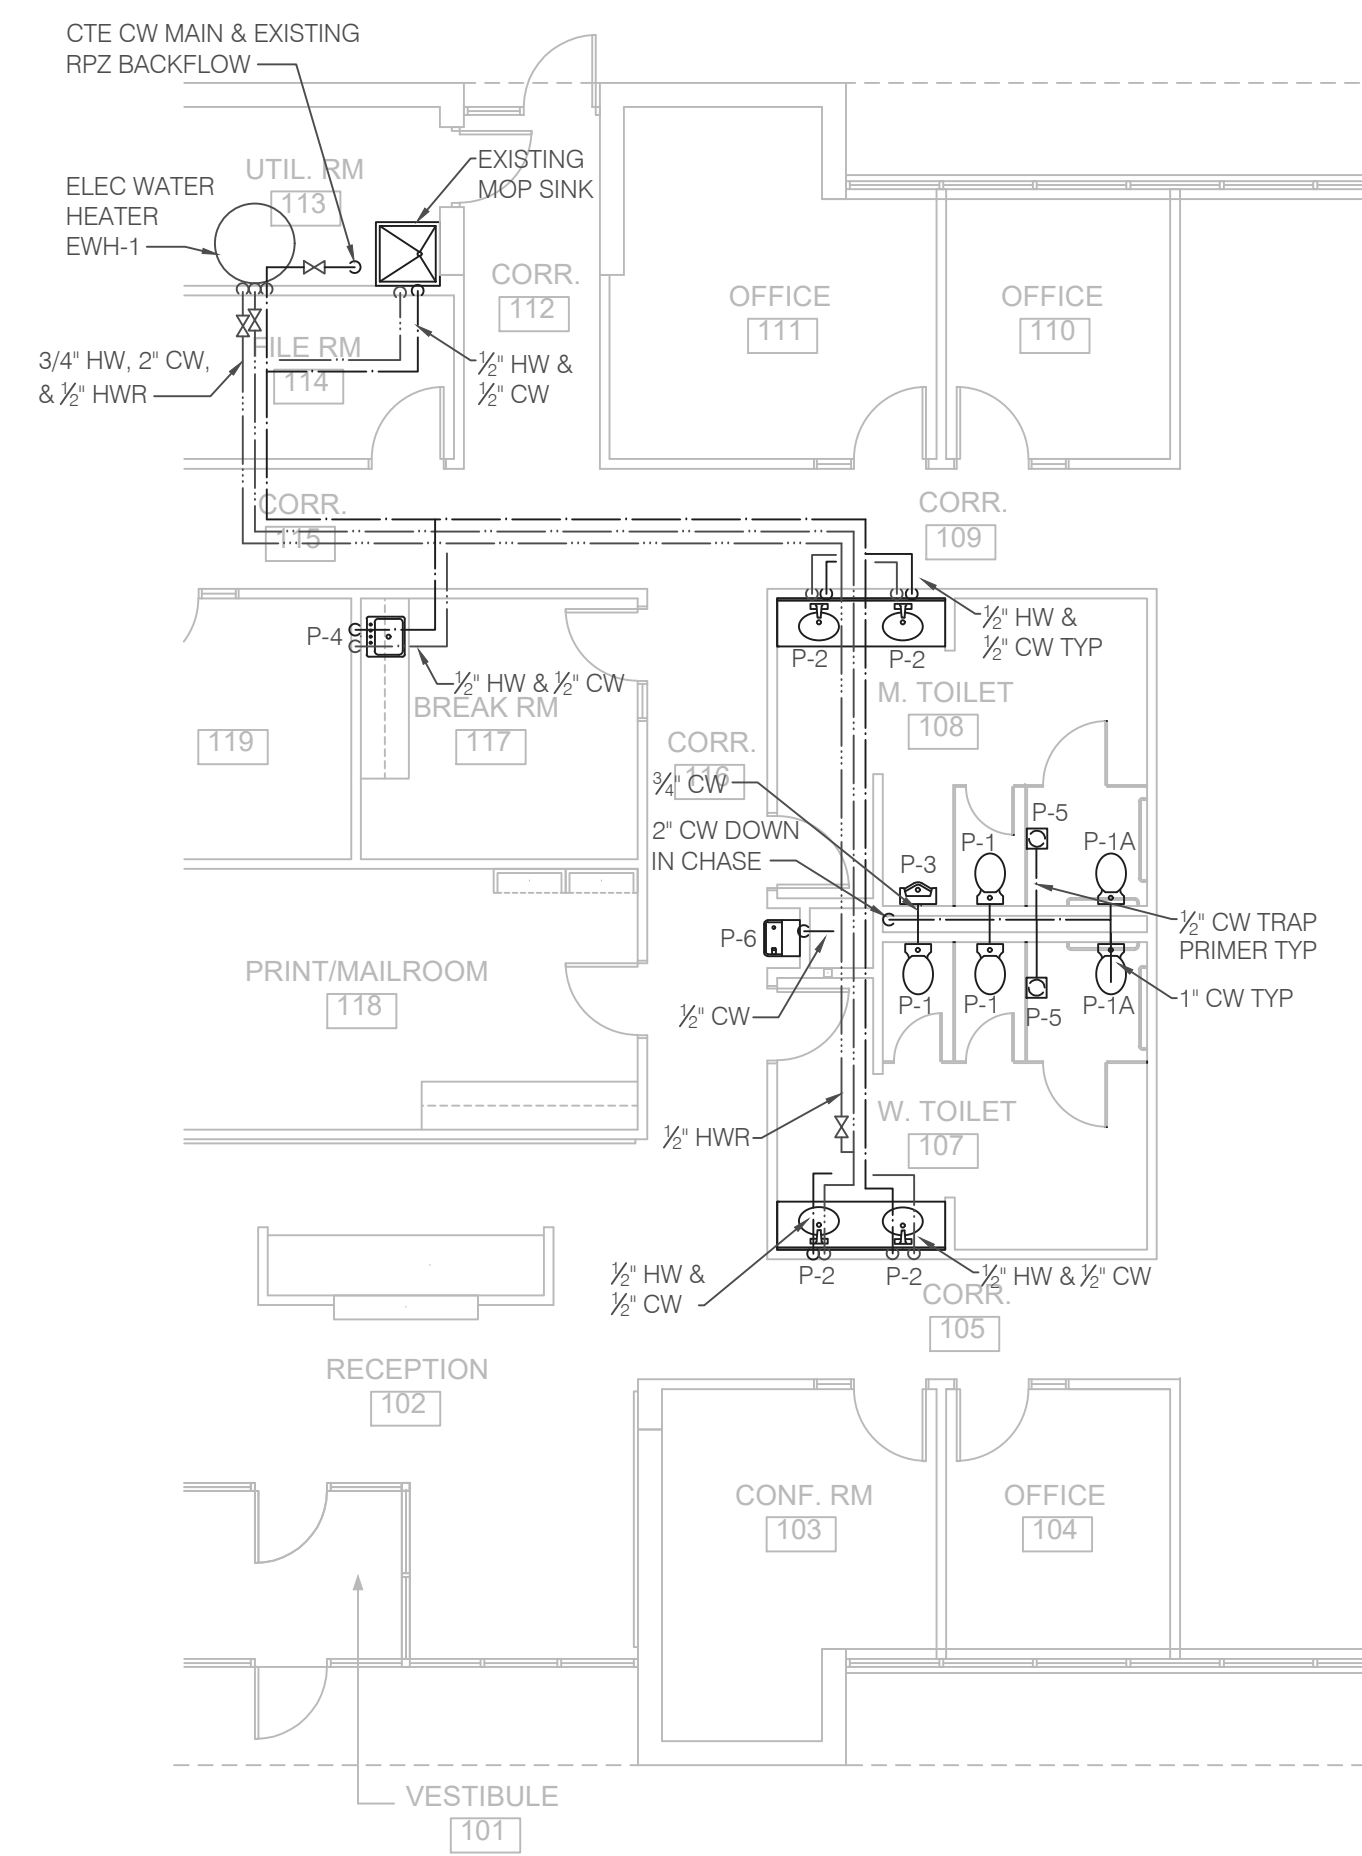 CTE CW MAIN & EXISTING
RPZ BACKFLOW
UTIL. RM
113
ELEC WATER
HEATER
EWH-1
EXISTING
MOP SINK
CORR.
112
OFFICE
111
OFFICE
110
3/4" HW, 2" CW,
& ½" HWR
FILE RM
114
½" HW &
½" CW
CORR.
115
CORR.
109
P-4
½" HW & ½" CW
BREAK RM
117
119
P-2
P-2
½" HW &
½" CW TYP
M. TOILET
108
CORR.
116
¾" CW
2" CW DOWN
IN CHASE
P-3
P-1
P-5
P-1A
P-6
½" CW TRAP
PRIMER TYP
1" CW TYP
P-1
P-1
P-5
P-1A
½" CW
PRINT/MAILROOM
118
½" HWR
W. TOILET
107
½" HW &
½" CW
P-2
P-2
½" HW & ½" CW
CORR.
105
RECEPTION
102
CONF. RM
103
OFFICE
104
VESTIBULE
101